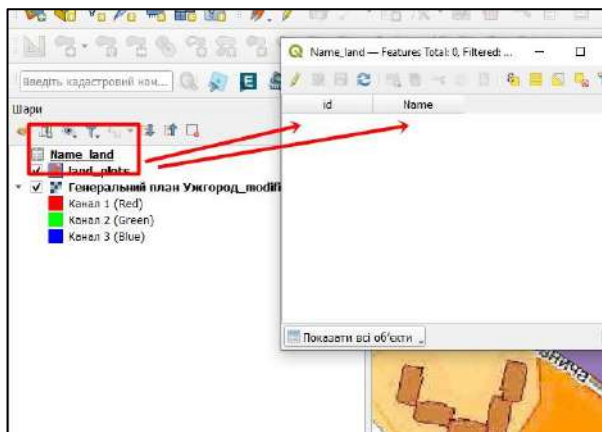 Name_land — Features Total: 0, Filtered: ...
Введіть кадастровий ном...
id Name
Шари
Name_land
land_plots
Генеральний план Ужгород_modifi
Канал 1 (Red)
Канал 2 (Green)
Канал 3 (Blue)
Показати всі об'єкти